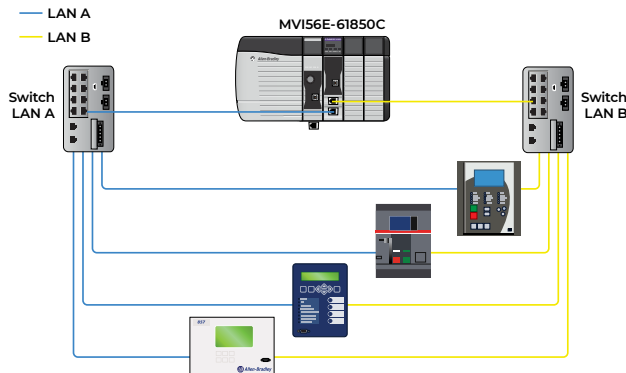 LAN A
LAN B
MVI56E-61850C
Allen-Bradley
Switch
LAN A
Switch
LAN B
857
Allen-Bradley